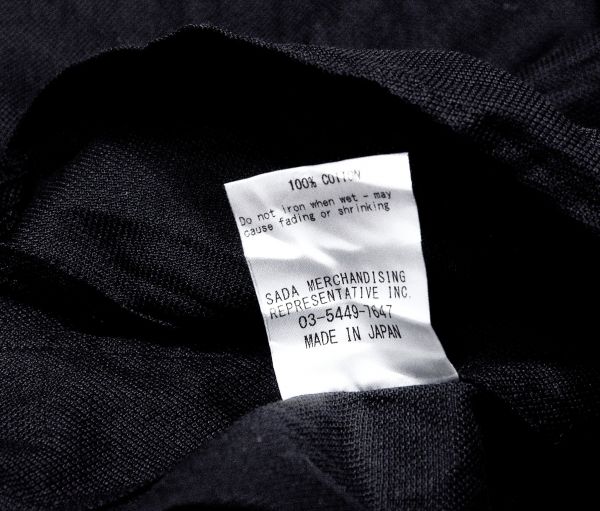 100% COTTON
Do not iron when wet - may
cause fading or shrinking
SADA MERCHANDISING
REPRESENTATIVE INC.
03-5449-7647
MADE IN JAPAN